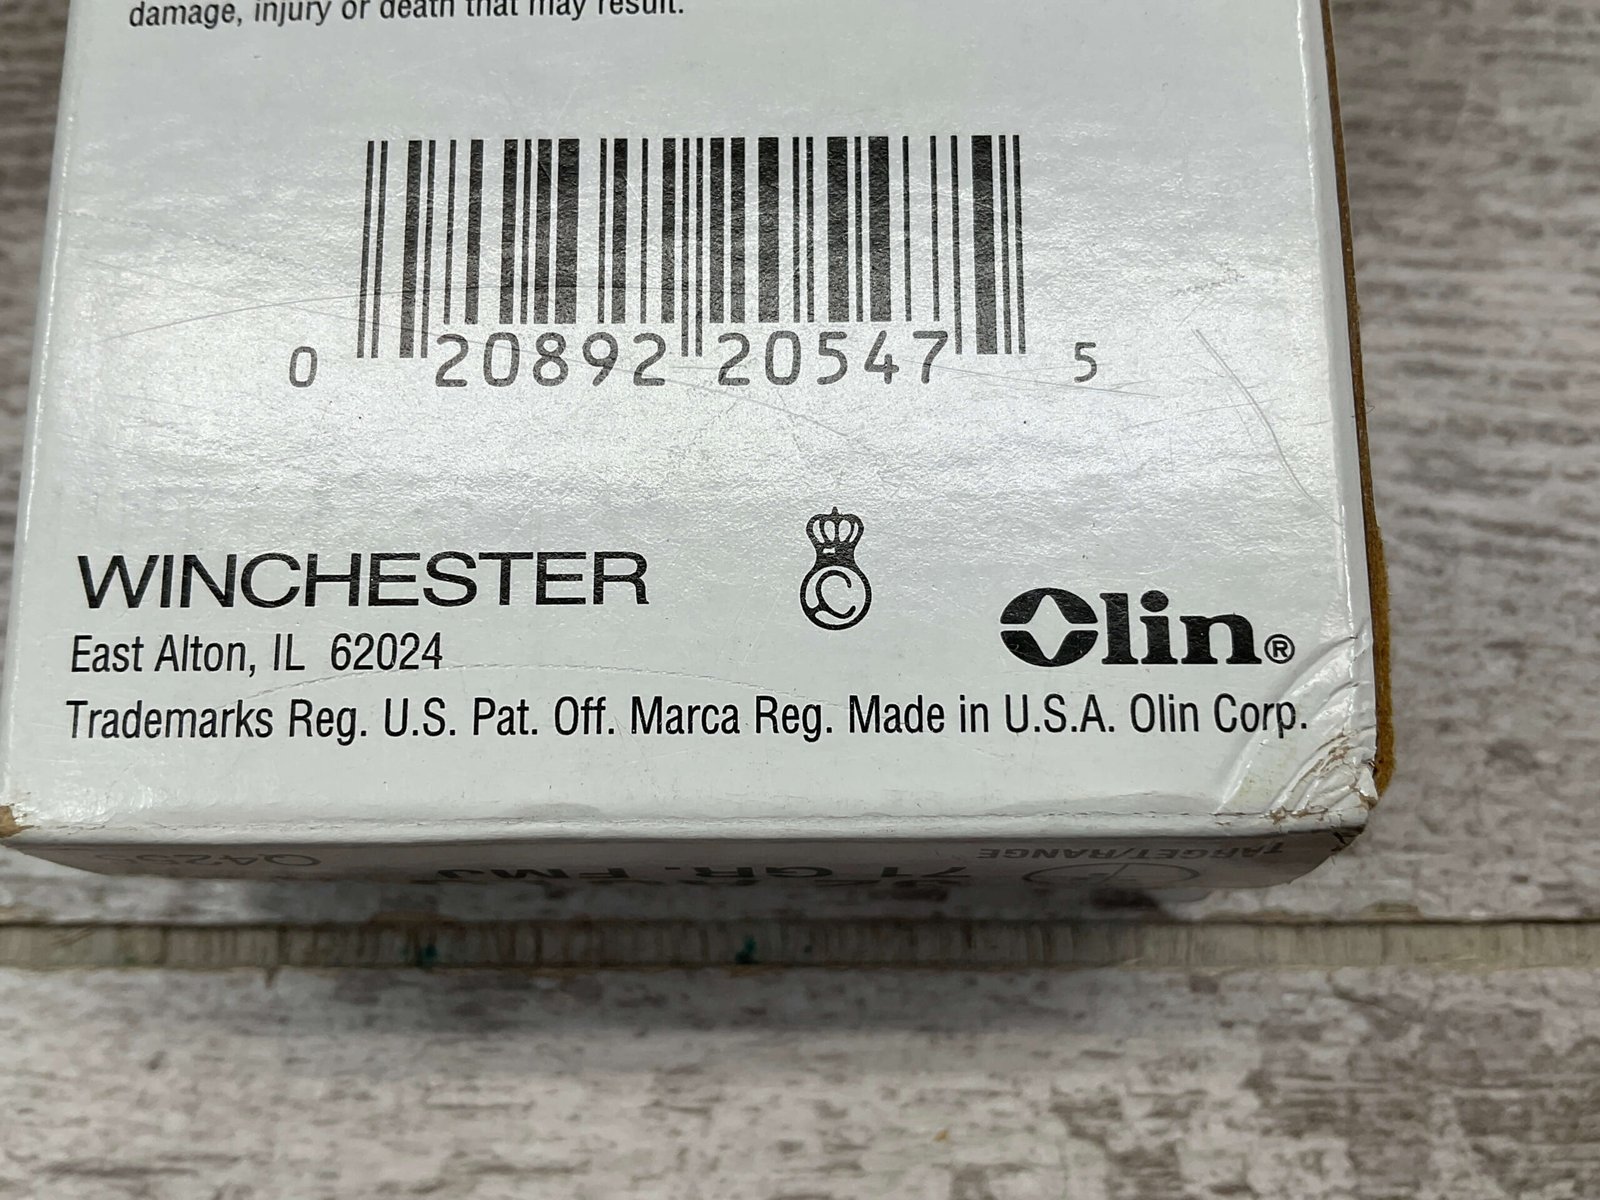 damage, injury or death that may result.
0 20892 20547 5
WINCHESTER
East Alton, IL 62024
Olin®
Trademarks Reg. U.S. Pat. Off. Marca Reg. Made in U.S.A. Olin Corp.
TARGET/RANGE
71 GR. FMJ